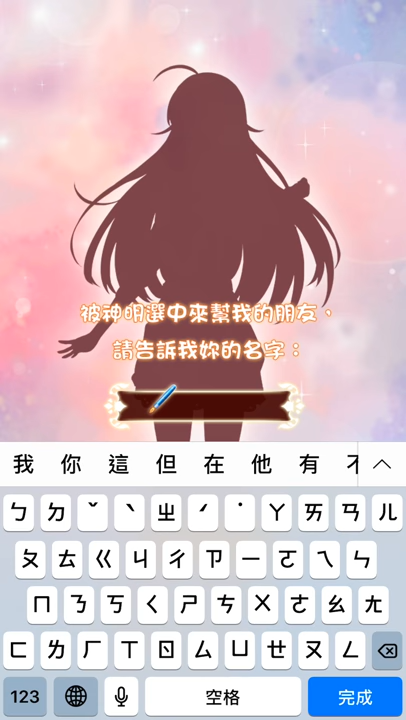 被神明選中來幫我的朋友，
請告訴我妳的名字：
我 你 這 但 在 他 有
ㄅ ㄉ ˇ ˋ ㄓ ˊ ˙ ㄚ ㄞ ㄢ ㄦ
ㄆ ㄊ ㄍ ㄐ ㄔ ㄗ ㄧ ㄛ ㄟ ㄣ
ㄇ ㄋ ㄎ ㄑ ㄕ ㄘ ㄨ ㄜ ㄠ ㄤ
ㄈ ㄌ ㄏ ㄒ ㄖ ㄙ ㄩ ㄝ ㄡ ㄥ
123 空格 完成